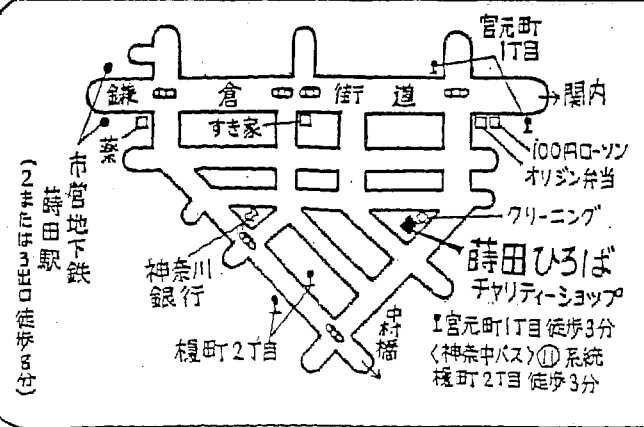 宮元町
1丁目
鎌倉街道
→関内
すき家
薬
100円ローソン
オリジン弁当
クリーニング
市営地下鉄
蒔田駅
(2または3出口 徒歩8分)
神奈川
銀行
蒔田ひろば
チャリティーショップ
榎町2丁目
中村橋
宮元町1丁目 徒歩3分
〈神奈中バス〉⑪系統
榎町2丁目 徒歩3分